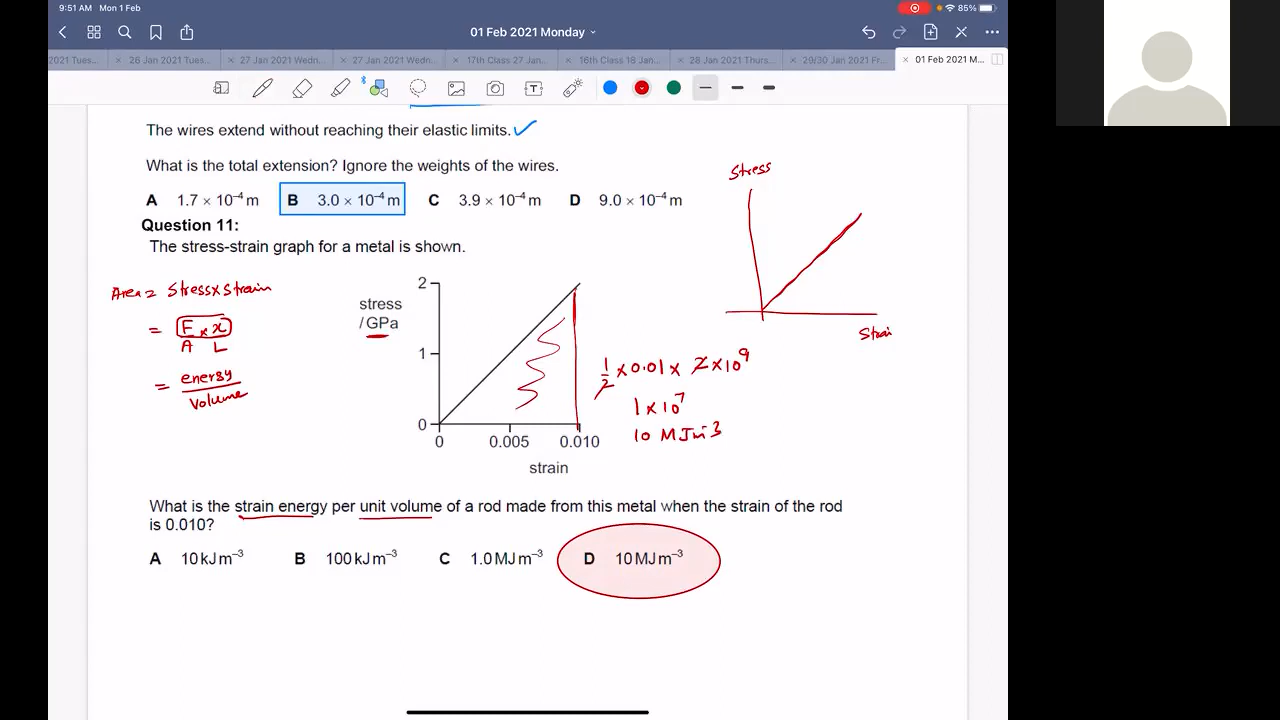 9:51 AM Mon 1 Feb
85%
01 Feb 2021 Monday
2021 Tues...
26 Jan 2021 Tues...
27 Jan 2021 Wedn...
27 Jan 2021 Wedn...
17th Class 27 Jan...
16th Class 18 Jan...
28 Jan 2021 Thurs...
29/30 Jan 2021 Fr...
01 Feb 2021 M...
The wires extend without reaching their elastic limits.
What is the total extension? Ignore the weights of the wires.
A 1.7 × 10⁻⁴ m B 3.0 × 10⁻⁴ m C 3.9 × 10⁻⁴ m D 9.0 × 10⁻⁴ m
Question 11:
The stress-strain graph for a metal is shown.
Stress
Strai
Area = Stress x Strain
= F x x
A L
= energy
volume
stress
/ GPa
2
1
0
0 0.005 0.010
strain
1/2 x 0.01 x 2 x 10⁹
1 x 10⁷
10 MJm⁻³
What is the strain energy per unit volume of a rod made from this metal when the strain of the rod
is 0.010?
A 10 kJ m⁻³ B 100 kJ m⁻³ C 1.0 MJ m⁻³ D 10 MJ m⁻³